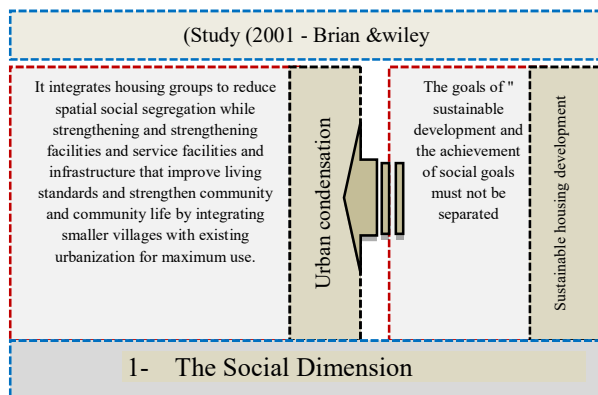 (Study (2001 - Brian &wiley
It integrates housing groups to reduce
spatial social segregation while
strengthening and strengthening
facilities and service facilities and
infrastructure that improve living
standards and strengthen community
and community life by integrating
smaller villages with existing
urbanization for maximum use.
Urban condensation
The goals of "
sustainable
development and
the achievement
of social goals
must not be
separated
Sustainable housing development
1- The Social Dimension